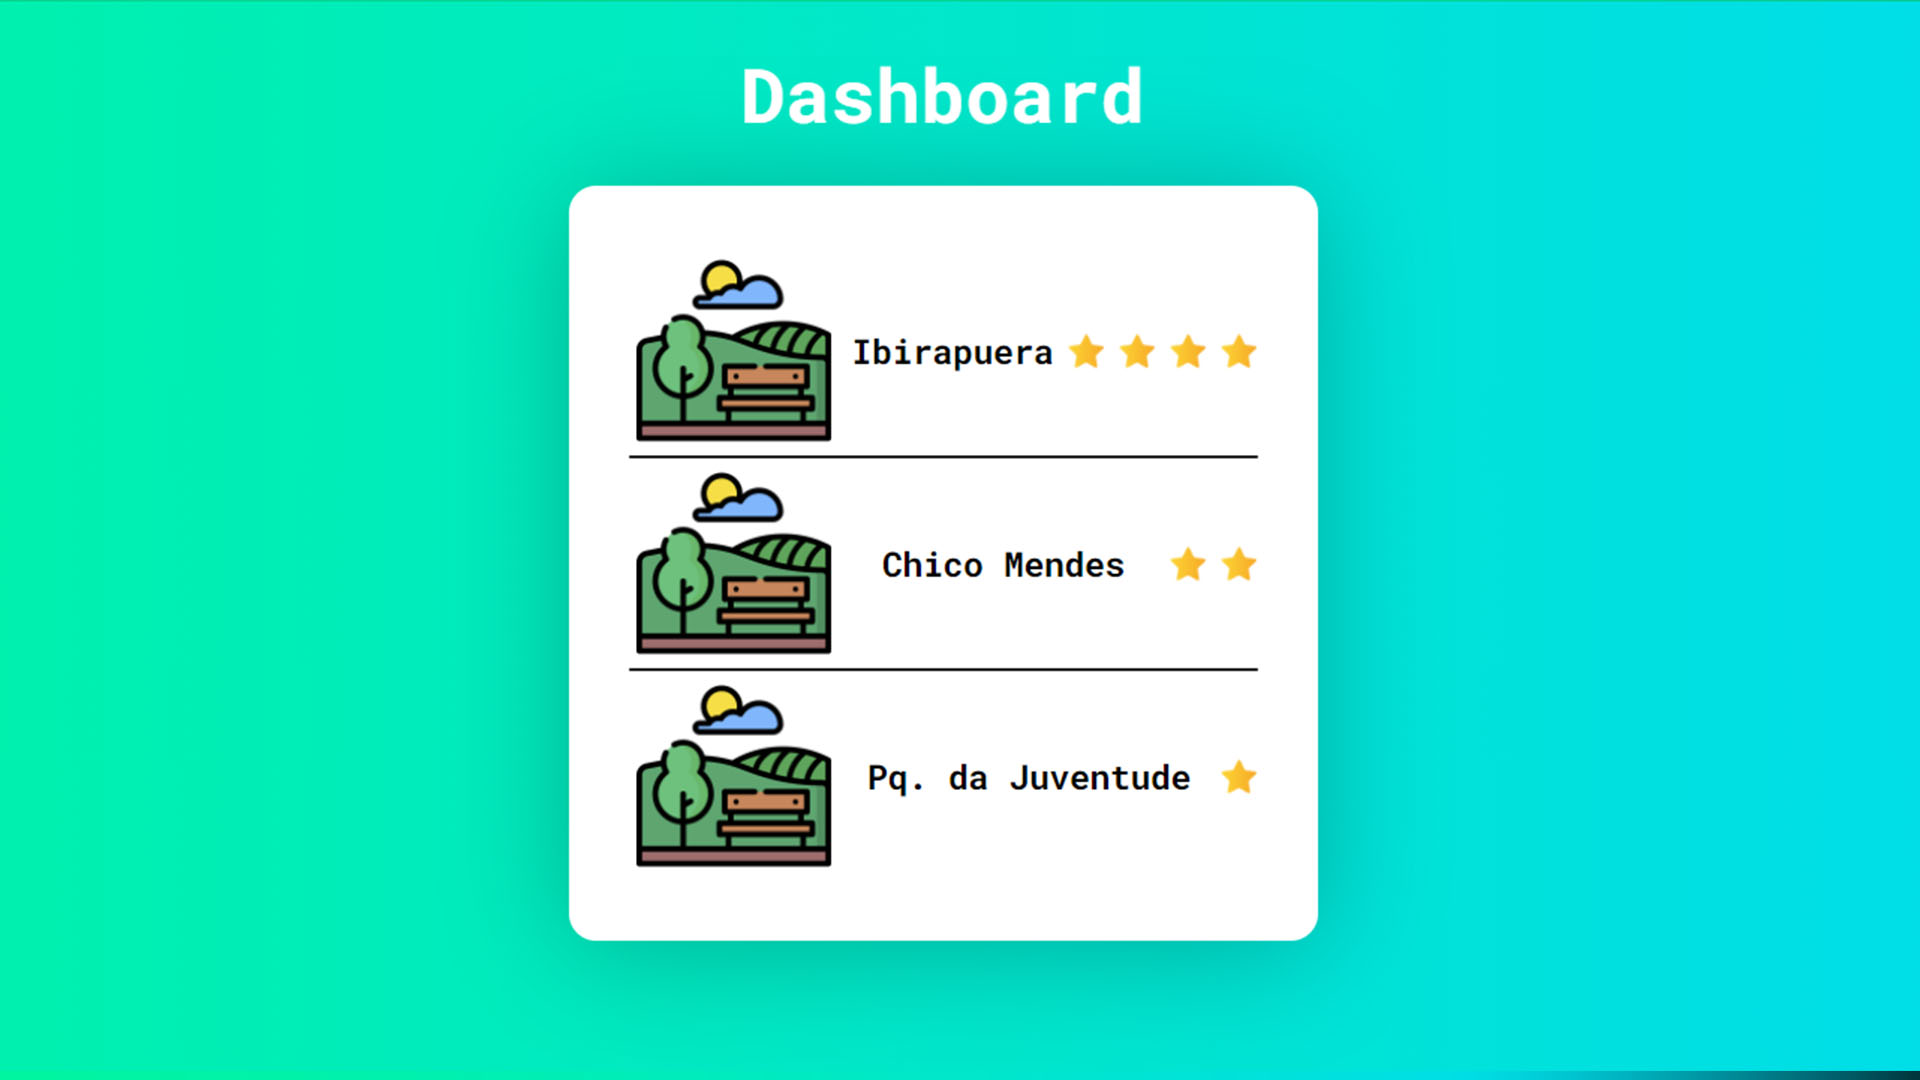 Dashboard
Ibirapuera
Chico Mendes
Pq. da Juventude